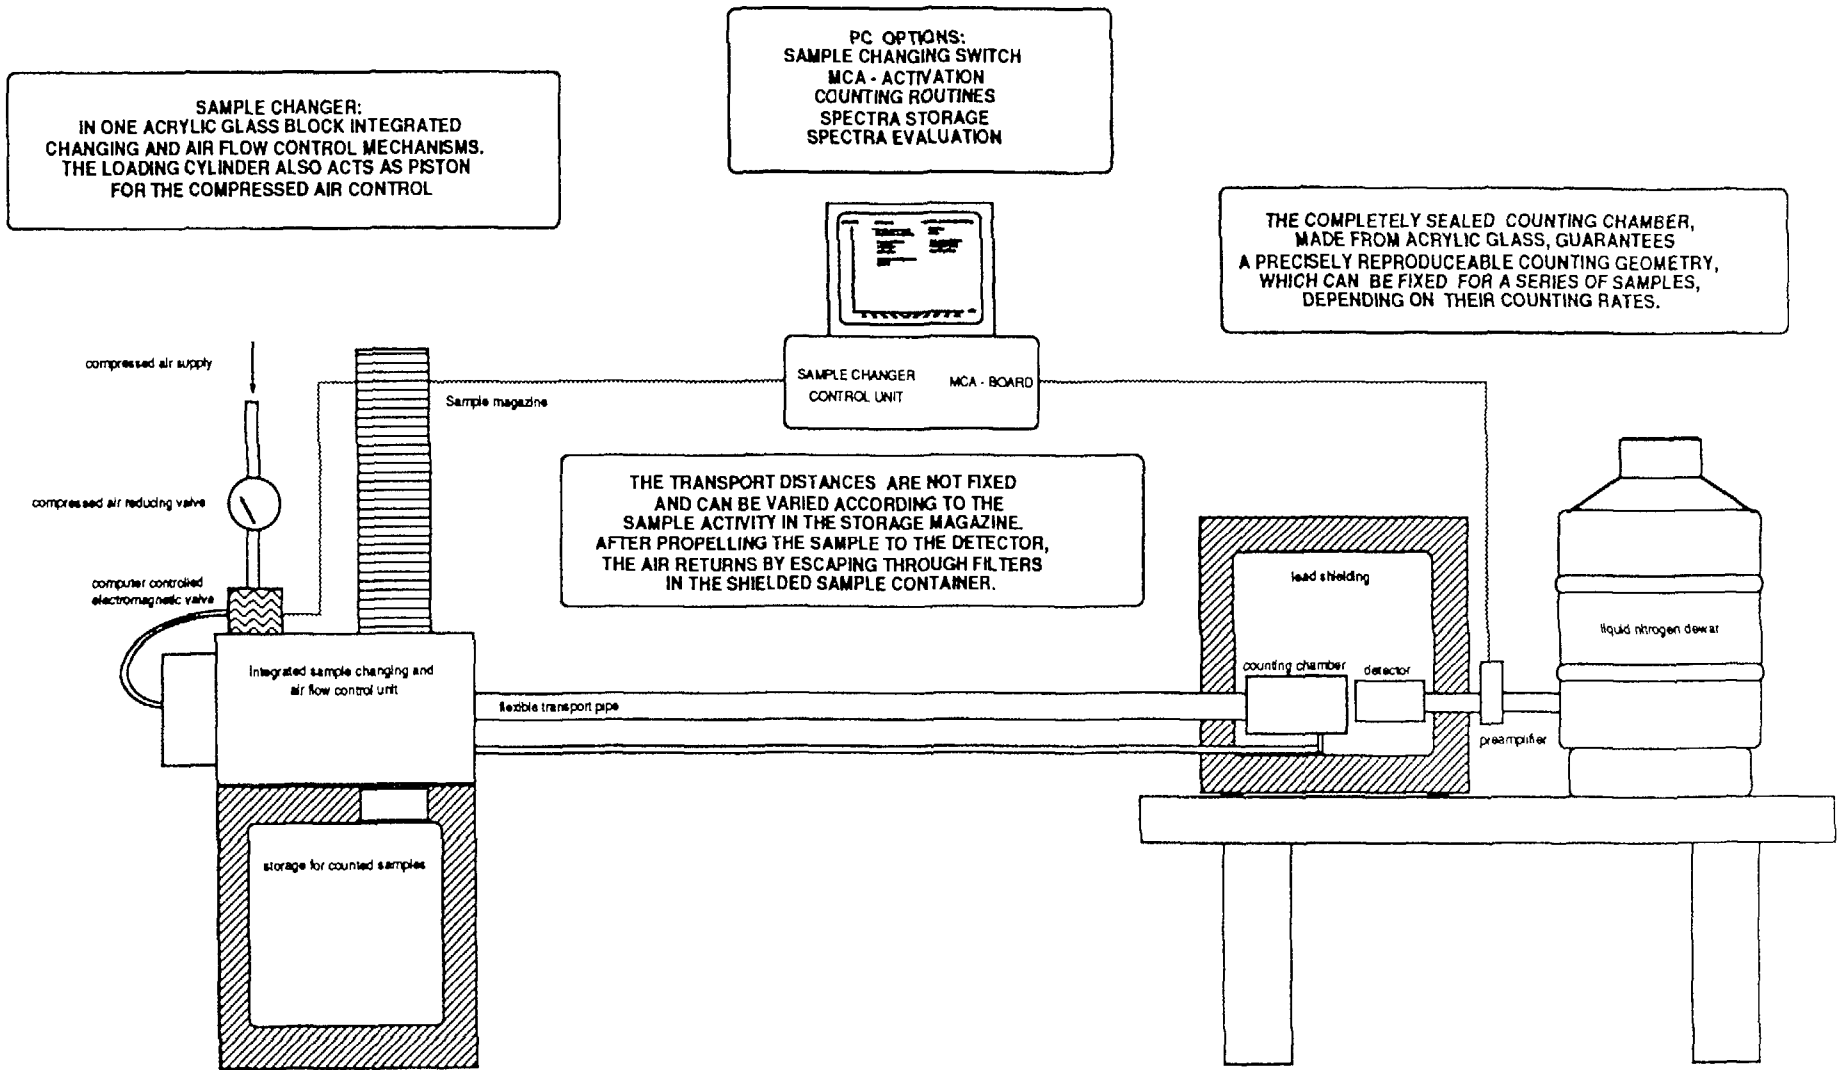 PC OPTIONS:
SAMPLE CHANGING SWITCH
MCA - ACTIVATION
COUNTING ROUTINES
SPECTRA STORAGE
SPECTRA EVALUATION
SAMPLE CHANGER:
IN ONE ACRYLIC GLASS BLOCK INTEGRATED
CHANGING AND AIR FLOW CONTROL MECHANISMS.
THE LOADING CYLINDER ALSO ACTS AS PISTON
FOR THE COMPRESSED AIR CONTROL
THE COMPLETELY SEALED COUNTING CHAMBER,
MADE FROM ACRYLIC GLASS, GUARANTEES
A PRECISELY REPRODUCEABLE COUNTING GEOMETRY,
WHICH CAN BE FIXED FOR A SERIES OF SAMPLES,
DEPENDING ON THEIR COUNTING RATES.
compressed air supply
Sample magazine
SAMPLE CHANGER
CONTROL UNIT
MCA - BOARD
compressed air reducing valve
THE TRANSPORT DISTANCES ARE NOT FIXED
AND CAN BE VARIED ACCORDING TO THE
SAMPLE ACTIVITY IN THE STORAGE MAGAZINE.
AFTER PROPELLING THE SAMPLE TO THE DETECTOR,
THE AIR RETURNS BY ESCAPING THROUGH FILTERS
IN THE SHIELDED SAMPLE CONTAINER.
computer controlled
electromagnetic valve
lead shielding
liquid nitrogen dewar
Integrated sample changing and
air flow control unit
counting chamber
detector
flexible transport pipe
preamplifier
storage for counted samples